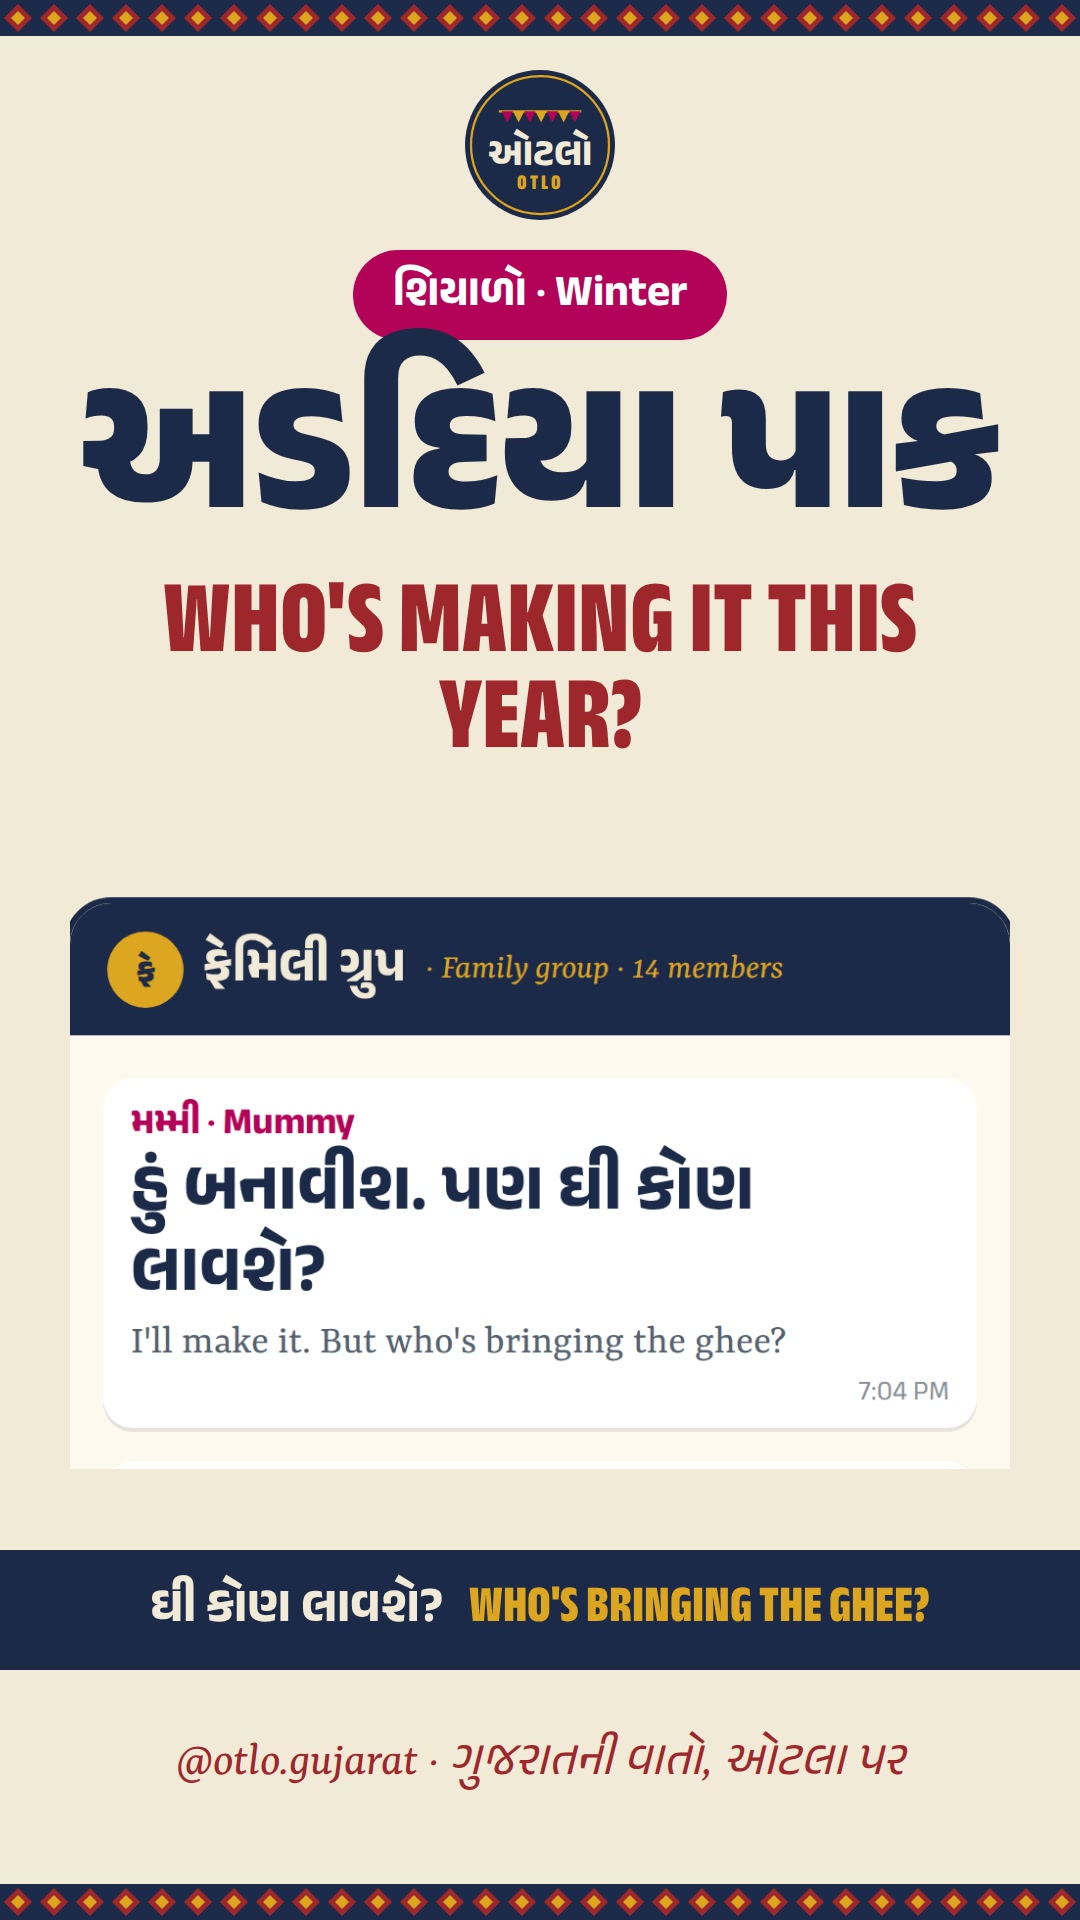 ઓટલો
OTLO
શિયાળો · Winter
અડદિયા પાક
WHO'S MAKING IT THIS
YEAR?
ફે
ફેમિલી ગ્રુપ · Family group · 14 members
મમ્મી · Mummy
હું બનાવીશ. પણ ઘી કોણ
લાવશે?
I'll make it. But who's bringing the ghee?
7:04 PM
ઘી કોણ લાવશે? WHO'S BRINGING THE GHEE?
@otlo.gujarat · ગુજરાતની વાતો, ઓટલા પર